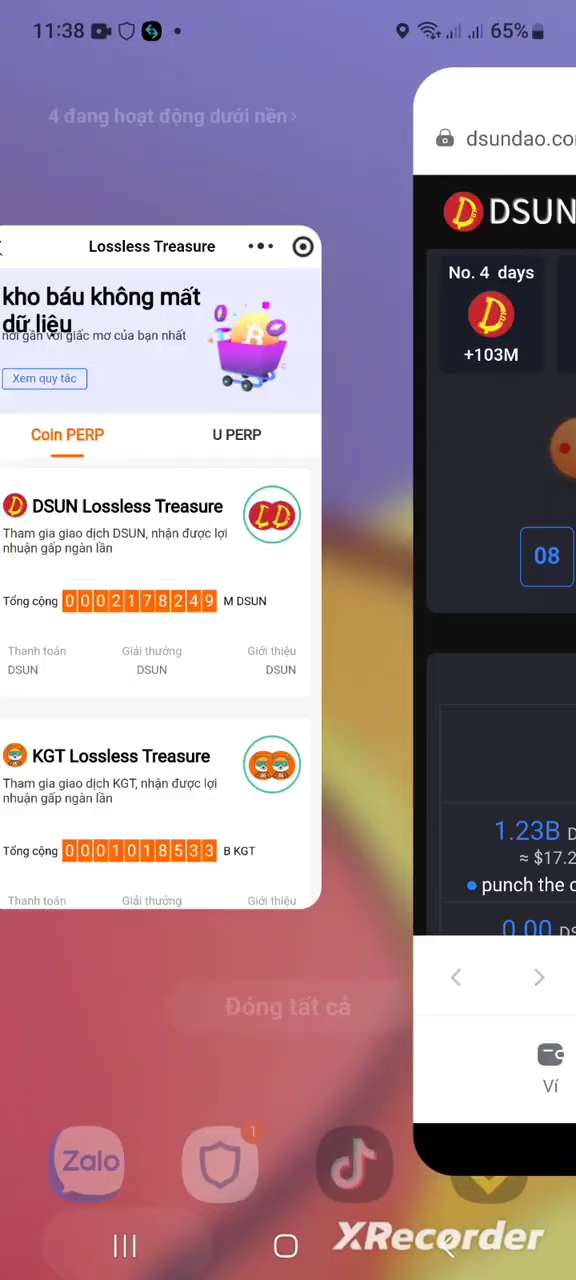 11:38
65%
4 đang hoạt động dưới nền
Lossless Treasure
kho báu không mất
dữ liệu
nơi gần với giấc mơ của bạn nhất
Xem quy tắc
Coin PERP
U PERP
DSUN Lossless Treasure
Tham gia giao dịch DSUN, nhận được lợi
nhuận gấp ngàn lần
Tổng cộng 0002178249 M DSUN
Thanh toán Giải thưởng Giới thiệu
DSUN DSUN DSUN
KGT Lossless Treasure
Tham gia giao dịch KGT, nhận được lợi
nhuận gấp ngàn lần
Tổng cộng 0001018533 B KGT
Thanh toán Giải thưởng Giới thiệu
dsundao.co
DSUN
No. 4 days
+103M
08
1.23B D
≈ $17.2
punch the
0.00 DS
Ví
Đóng tất cả
Zalo
1
XRecorder